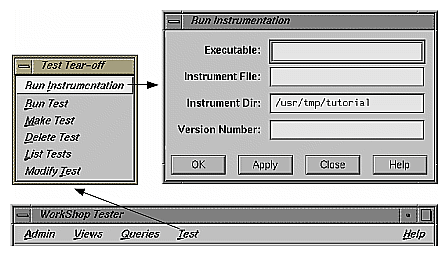 Test Tear-off
Run Instrumentation
Run Test
Make Test
Delete Test
List Tests
Modify Test
Run Instrumentation
Executable:
Instrument File:
Instrument Dir: /usr/tmp/tutorial
Version Number:
OK Apply Close Help
WorkShop Tester
Admin Views Queries Test Help